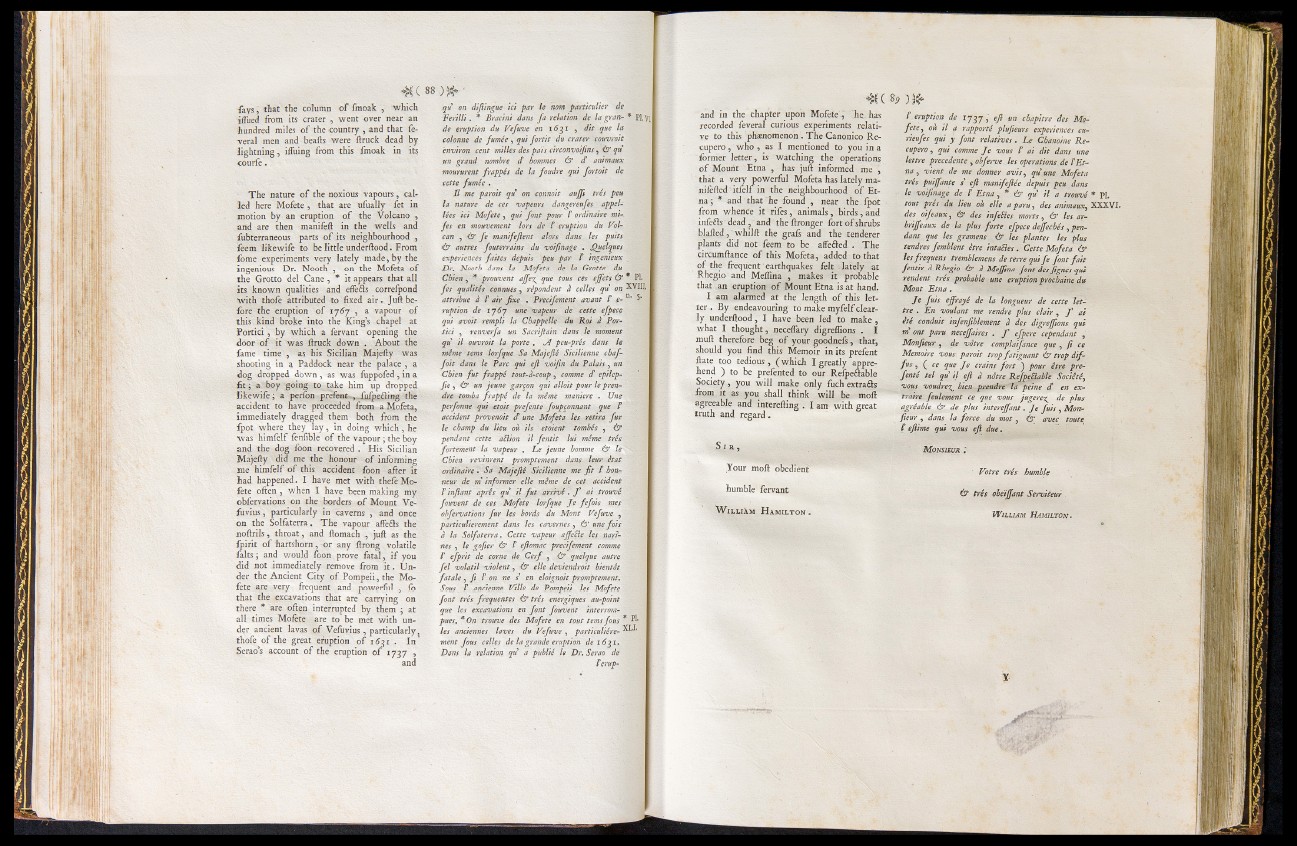 ( 88 )
says, that the column of smoak , which
issued from its crater , went over near an
hundred miles of the country , and that se-
veral men and beasts were struck dead by
lightning, issuing from this smoak in its
course .
The nature of the noxious vapours, cal-
led here Mofete , that are usually set in
motion by an eruption of the Volcano ,
and are then manifest in the wells and
subterraneous parts of its neighbourhood ,
seem likewise to be little understood. From
some experiments very lately made, by the
ingenious Dr. Nooth , on the Mofeta of
the Grotto del Cane , * it appears that all
its known qualities and effects correspond
with those attributed to fixed air. Just be-
fore the eruption of 1767 , a vapour of
this kind broke into the King's chapel at
Portici , by which a servant opening the
door of it was struck down . About the
same time , as his Sicilian Majesty was
shooting in a Paddock near the palace , a
dog dropped down , as was supposed , in a
fit ; a boy going to take him up dropped
likewise ; a person present , suspecting the
accident to have proceeded from a Mofeta,
immediately dragged them both from the
spot where they lay , in doing which , he
was himself sensible of the vapour ; the boy
and the dog soon recovered . His Sicilian
Majesty did me the honour of informing
me himself of this accident soon after it
had happened. I have met with these Mo-
fete often , when I have been making my
observations on the borders of Mount Ve-
suvius , particularly in caverns , and once
on the Solfaterra . The vapour affects the
nostrils , throat , and stomach , just as the
spirit of hartshorn , or any strong volatile
salts ; and would soon prove fatal, if you
did not immediately remove from it. Un-
der the Ancient City of Pompeii, the Mo-
fete are very frequent and powerful , so
that the excavations that are carrying on
there * are often interrupted by them ; at
all times Mofete are to be met with un-
der ancient lavas of Vesuvius , particularly,
those of the great eruption of 1631 . In
Serao's account of the eruption of 1737 ,
and
qu' on distingue ici par le nom particulier de
Ferilli . * Bracini dans sa relation de la gran- * Pl.
de eruption du Vesuve en 1631 , dit que la
colonne de fumée , qui sortit du crater couvroit
environ cent milles des païs circonvoisins, & qu'
un grand nombre d' hommes & d' animaux
moururent frappés de la foudre qui sortoit de
cette fumée .
Il me paroit qu' on connoit aussi trés peu
la nature de ces vapeurs dangereuses appel-
lées ici Mofete , qui sont pour l' ordinaire mi-
ses en mouvement lors de l' eruption du Vol-
can , & se manifestent alors dans les puits
& autres souterrains du voisinage . Quelques
experiences faites depuis peu par l' ingenieux
Dr. Nooth dans la Mofeta de la Grotte du
Chien , * prouvent assez que tous ces effets & * Pl.
ses qualités connues , répondent à celles qu' on XVIII.
attribue à l' air fixe . Precisement avant l' e- n. 5.
ruption de 1767 une vapeur de cette espece
qui avoit rempli la Chappelle du Roi à Por-
tici , renversa un Sacristain dans le moment
qu' il ouvroit la porte . A peu-prés dans le
même tems lorsque Sa Majesté Sicilienne chas-
soit dans le Parc qui est voisin du Palais , un
Chien fut frappé tout-à-coup , comme d' epilep-
sie , & un jeune garçon qui alloit pour le pren-
dre tomba frappé de la même maniere . Une
personne qui etoit presente soupçonnant que l'
accident provenoit d' une Mofeta les retira sur
le champ du lieu où ils etoient tombés , &
pendant cette action il sentit lui même trés
fortement la vapeur . Le jeune homme & le
Chien revinrent promptement dans leur état
ordinaire . Sa Majesté Sicilienne me fit l' hon-
neur de m' informer elle même de cet accident
l' instant aprés qu' il fut arrivé . J' ai trouvé
souvent de ces Mofete lorsque Je fesois mes
observations sur les bords du Mont Vesuve ,
particulierement dans les cavernes , & une fois
à la Solfaterra . Cette vapeur affecte les nari-
nes , le gosier & l' estomac precisement comme
l' esprit de corne de Cerf , & quelque autre
sel volatil violent , & elle deviendroit bientôt
fatale , si l' on ne s' en eloignoit promptement.
Sous l' ancienne Ville de Pompeii les Mofete
sont trés frequentes & trés energiques au-point
que les excavations en sont souvent interrom-
pues. * On trouve des Mofete en tout tems sous * Pl.
les anciennes laves du Vesuve , particuliére- XLI.
ment sous celles de la grande eruption de 1631.
Dans la relation qu' a publié le Dr. Serao de
l'erup-
( 89 )
and in the chapter upon Mofete , he has
recorded several curious experiments relati-
ve to this phænomenon . The Canonico Re-
cupero , who , as I mentioned to you in a
former letter , is watching the operations
of Mount Etna , has just informed me ,
that a very powerful Mofeta has lately ma-
nifested itself in the neighbourhood of Et-
na ; * and that he found , near the spot
from whence it rises , animals , birds , and
insects dead , and the stronger sort of shrubs
blasted , whilst the grass and the tenderer
plants did not seem to be affected . The
circumstance of this Mofeta, added to that
of the frequent earthquakes felt lately at
Rhegio and Messina , makes it probable
that an eruption of Mount Etna is at hand.
I am alarmed at the length of this let-
ter . By endeavouring to make myself clear-
ly understood , I have been led to make ,
what I thought , necessary digressions . I
must therefore beg of your goodness , that,
should you find this Memoir in its present
state too tedious , ( which I greatly appre-
hend ) to be presented to our Respectable
Society , you will make only such extracts
from it as you shall think will be most
agreeable and interesting . I am with great
truth and regard .
SIR ,
Your most obedient
humble servant
WILLIAM HAMILTON .
l' eruption de 1737 , est un chapitre des Mo-
fete, où il a rapporté plusieurs experiences cu-
rieuses qui y sont relatives. Le Chanoine Re-
cupero , qui comme Je vous l' ai dit dans une
lettre precedente , observe les operations de l' Et-
na , vient de me donner avis , qu' une Mofeta
trés puissante s' est manifestée depuis peu dans
le voisinage de l' Etna , * & qu' il a trouvé * Pl.
tout prés du lieu où elle a paru, des animaux, XXXVI.
des oiseaux, & des insectes morts , & les ar-
brisseaux de la plus forte espece dessechés , pen-
dant que les gramens & les plantes les plus
tendres semblent être intactes . Cette Mofeta &
les frequens tremblemens de terre qui se sont fait
sentir à Rhegio & à Messina sont des signes qui
rendent trés probable une eruption prochaine du
Mont Etna .
Je suis effrayé de la longueur de cette let-
tre . En voulant me rendre plus clair , J' ai
été conduit insensiblement à des digressions qui
m' ont paru necessaires . J' espere cependant ,
Monsieur , de vôtre complaisance que , si ce
Memoire vous paroit trop fatiguant & trop dif-
fus , ( ce que Je crains fort ) pour être pre-
senté tel qu' il est à nôtre Respectable Société,
vous voudrez bien prendre la peine d' en ex-
traire seulement ce que vous jugerez de plus
agréable & de plus interessant . Je suis , Mon-
sieur , dans la force du mot , & avec toute
l' estime qui vous est due .
MONSIEUR :
Votre trés humble
& trés obeissant Serviteur
WILLIAM HAMILTON.
Y